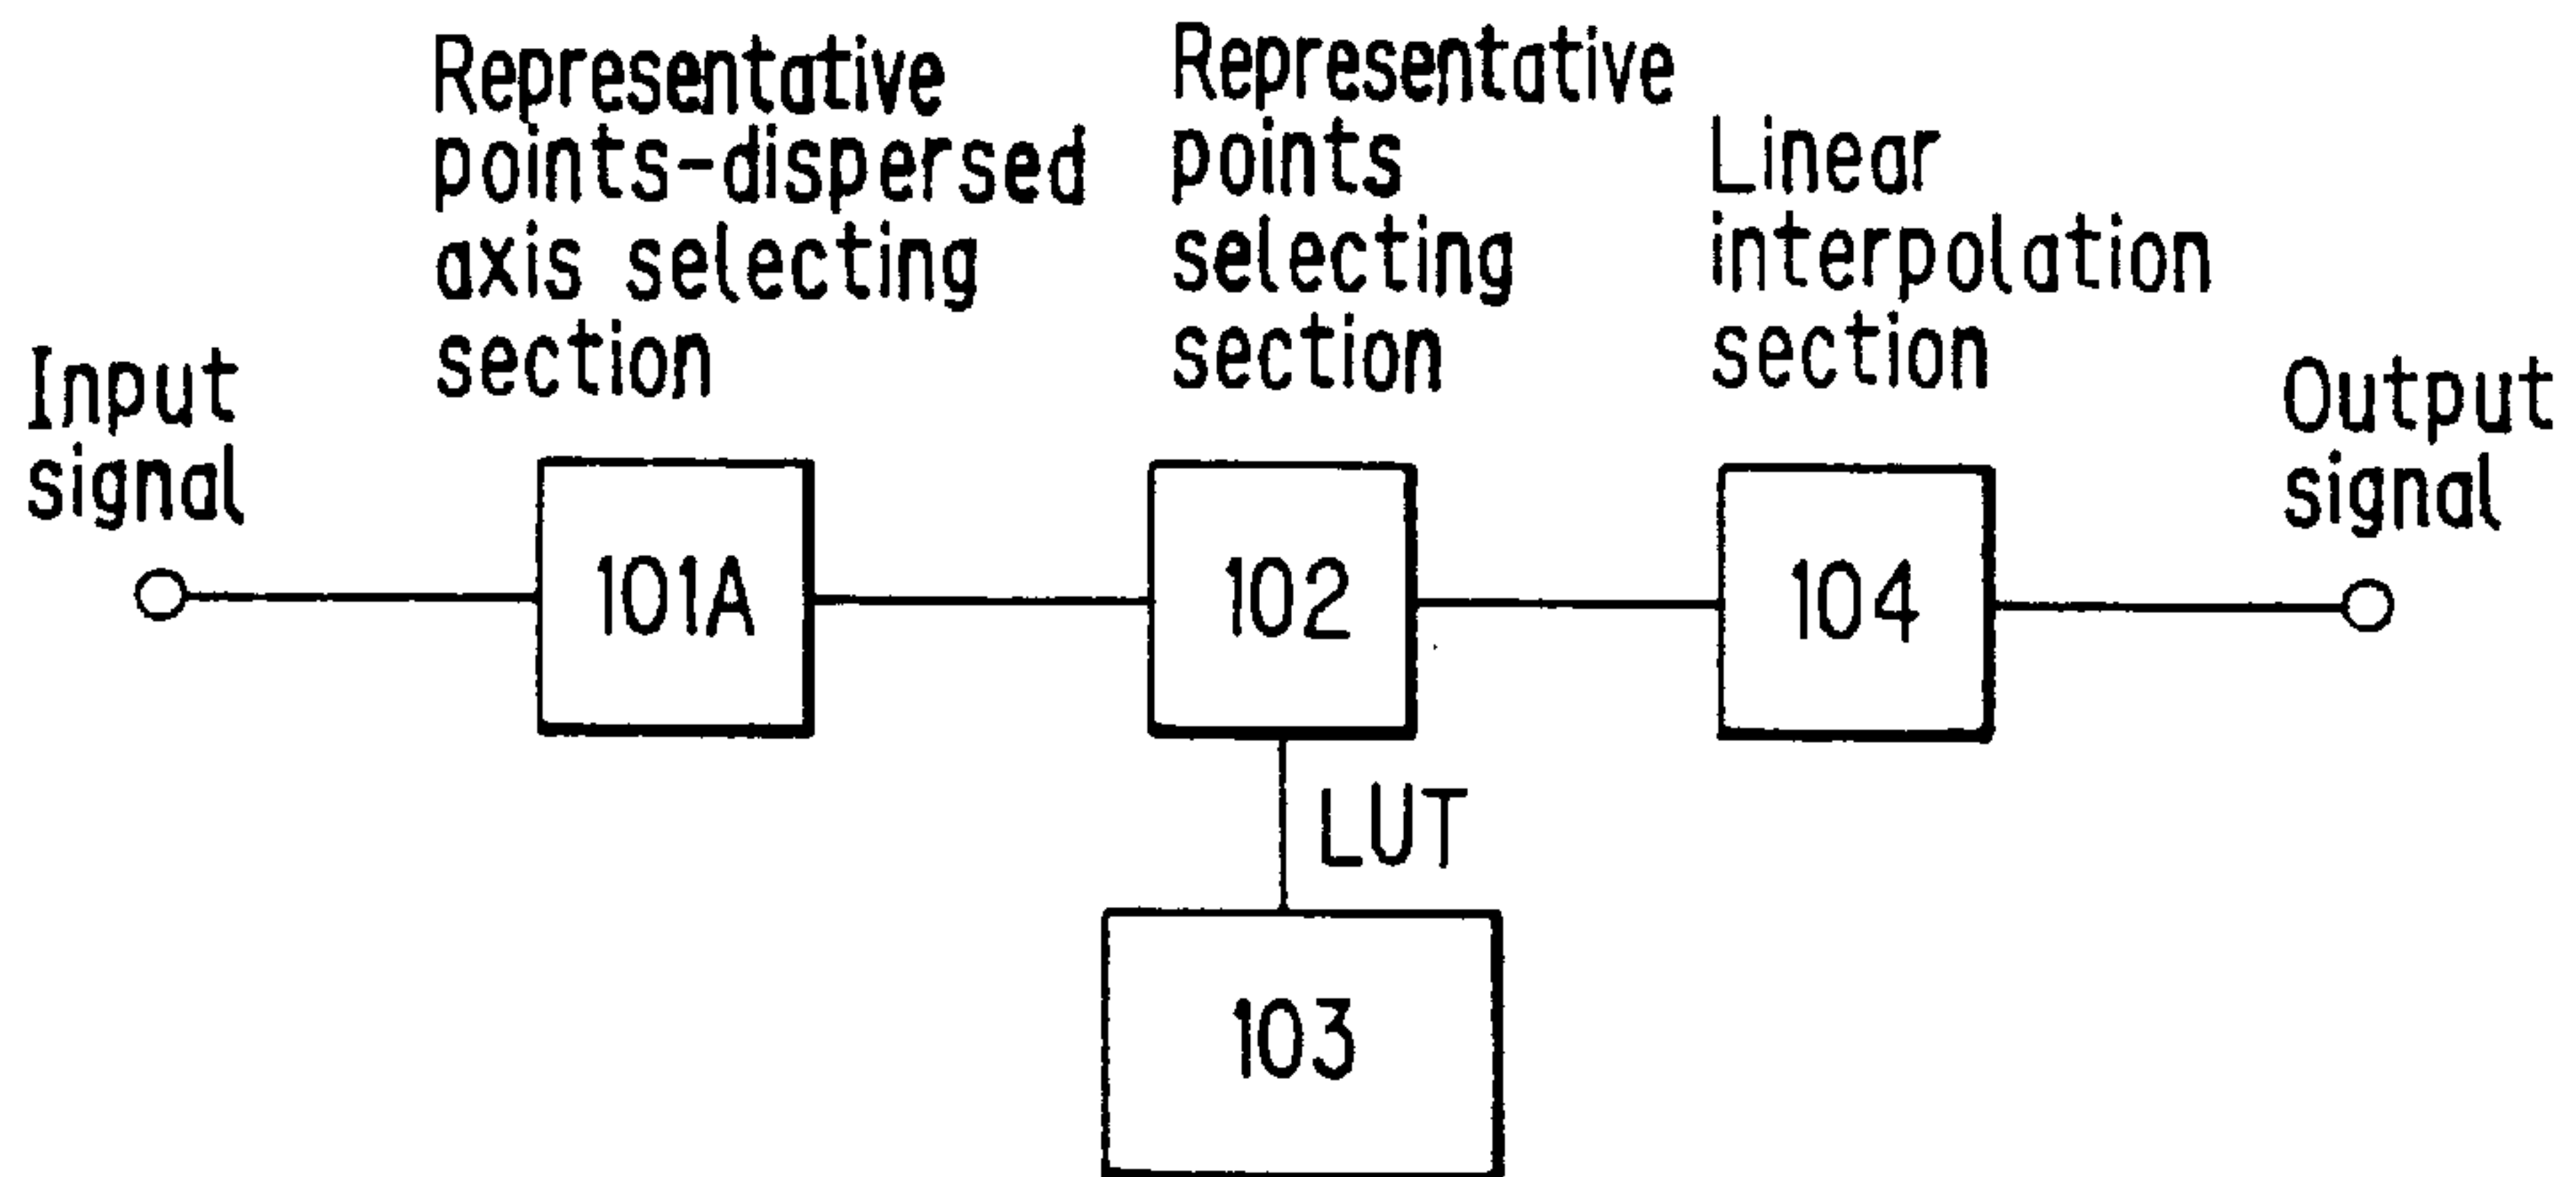 Input
signal
Representative
points-dispersed
axis selecting
section
Representative
points
selecting
section
Linear
interpolation
section
Output
signal
101A
102
104
LUT
103